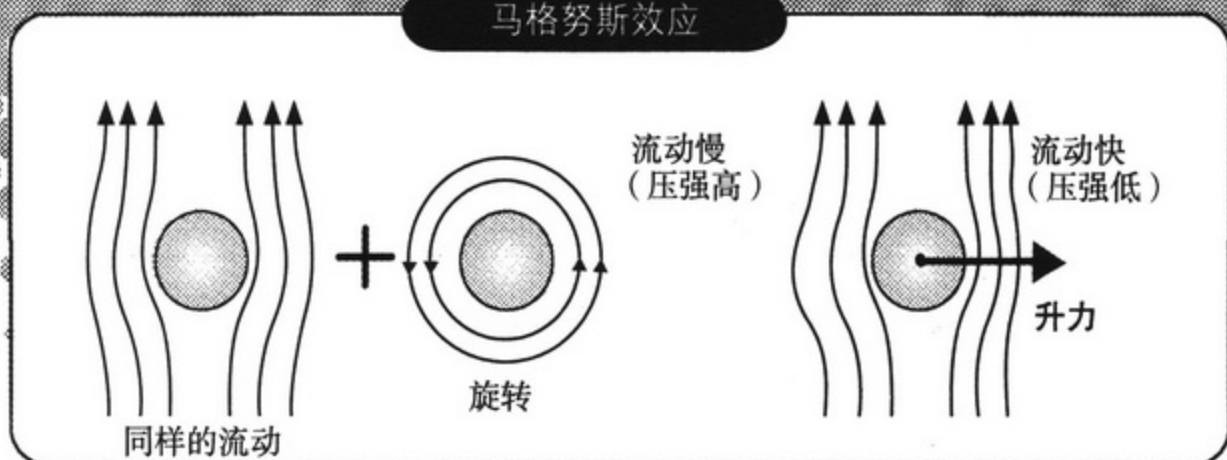 马格努斯效应
流动慢
（压强高）
流动快
（压强低）
升力
旋转
同样的流动